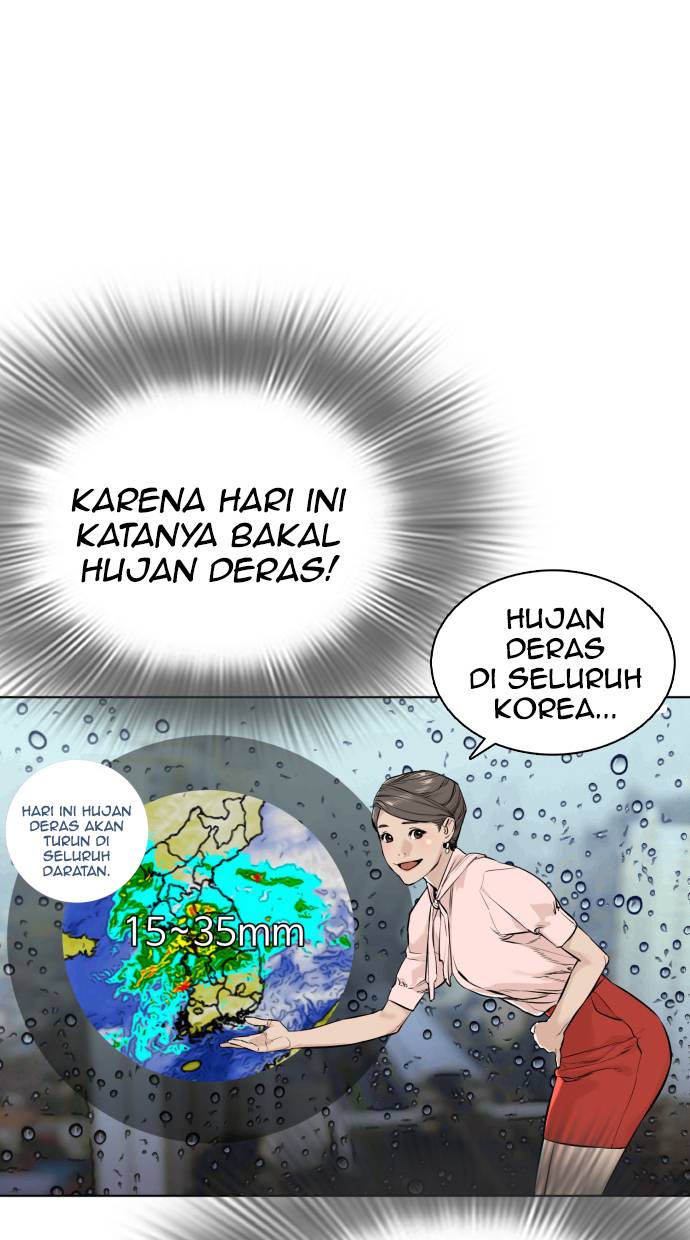 KARENA HARI INI
KATANYA BAKAL
HUJAN DERAS!
HUJAN
DERAS
DI SELURUH
KOREA...
HARI INI HUJAN
DERAS AKAN
TURUN DI
SELURUH
DARATAN.
15~35mm